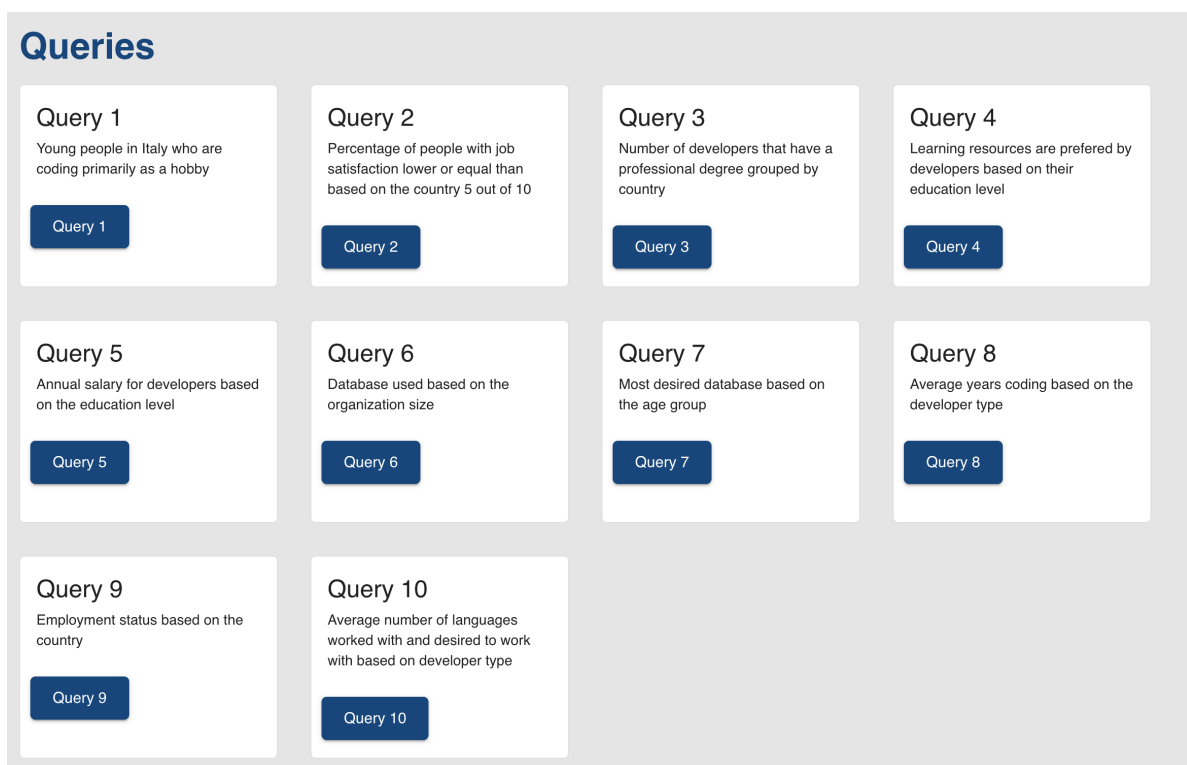 Queries
Query 1
Young people in Italy who are
coding primarily as a hobby
Query 1
Query 2
Percentage of people with job
satisfaction lower or equal than
based on the country 5 out of 10
Query 2
Query 3
Number of developers that have a
professional degree grouped by
country
Query 3
Query 4
Learning resources are prefered by
developers based on their
education level
Query 4
Query 5
Annual salary for developers based
on the education level
Query 5
Query 6
Database used based on the
organization size
Query 6
Query 7
Most desired database based on
the age group
Query 7
Query 8
Average years coding based on the
developer type
Query 8
Query 9
Employment status based on the
country
Query 9
Query 10
Average number of languages
worked with and desired to work
with based on developer type
Query 10